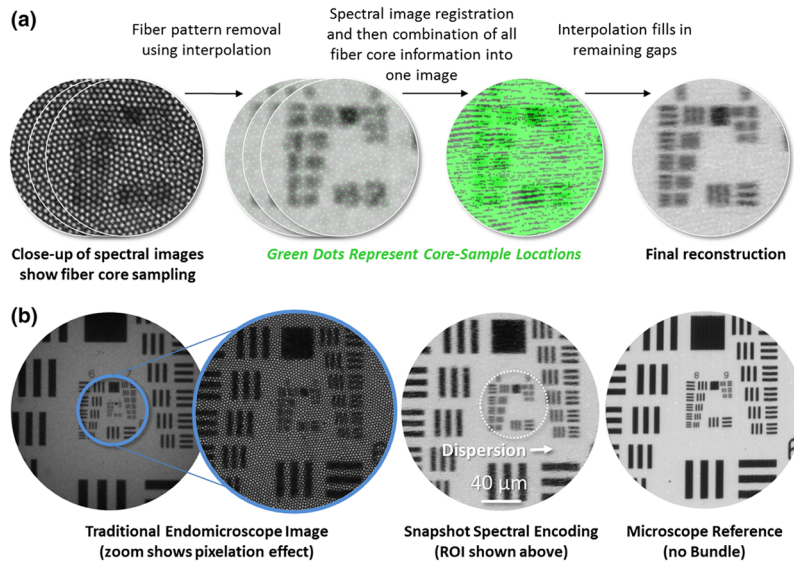 (a)
Fiber pattern removal
using interpolation
Spectral image registration
and then combination of all
fiber core information into
one image
Interpolation fills in
remaining gaps
Close-up of spectral images
show fiber core sampling
Green Dots Represent Core-Sample Locations
Final reconstruction
(b)
6
8 9
Dispersion
40 μm
Traditional Endomicroscope Image
(zoom shows pixelation effect)
Snapshot Spectral Encoding
(ROI shown above)
Microscope Reference
(no Bundle)